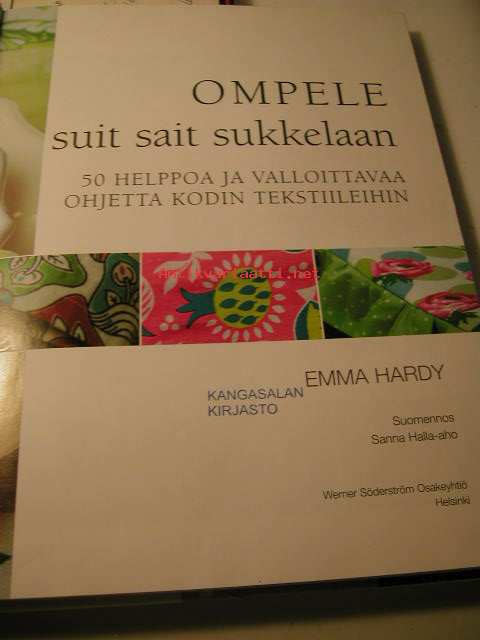 OMPELE
suit sait sukkelaan
50 HELPPOA JA VALLOITTAVAA
OHJETTA KODIN TEKSTIILEIHIN
EMMA HARDY
KANGASALAN
KIRJASTO
Suomennos
Sanna Halla-aho
Werner Söderström Osakeyhtiö
Helsinki